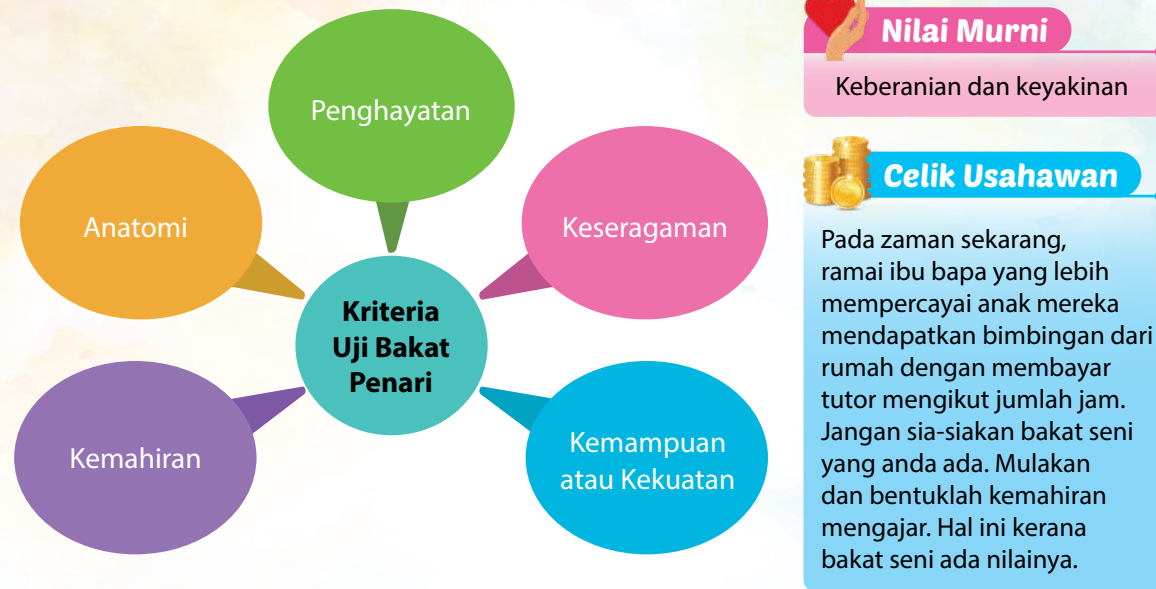 Penghayatan
Anatomi
Keseragaman
Kriteria
Uji Bakat
Penari
Kemahiran
Kemampuan
atau Kekuatan
Nilai Murni
Keberanian dan keyakinan
Celik Usahawan
Pada zaman sekarang,
ramai ibu bapa yang lebih
mempercayai anak mereka
mendapatkan bimbingan dari
rumah dengan membayar
tutor mengikut jumlah jam.
Jangan sia-siakan bakat seni
yang anda ada. Mulakan
dan bentuklah kemahiran
mengajar. Hal ini kerana
bakat seni ada nilainya.